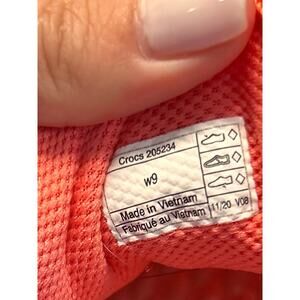 Crocs 205234
w9
Made in Vietnam
Fabriqué au Vietnam
11/20 V08